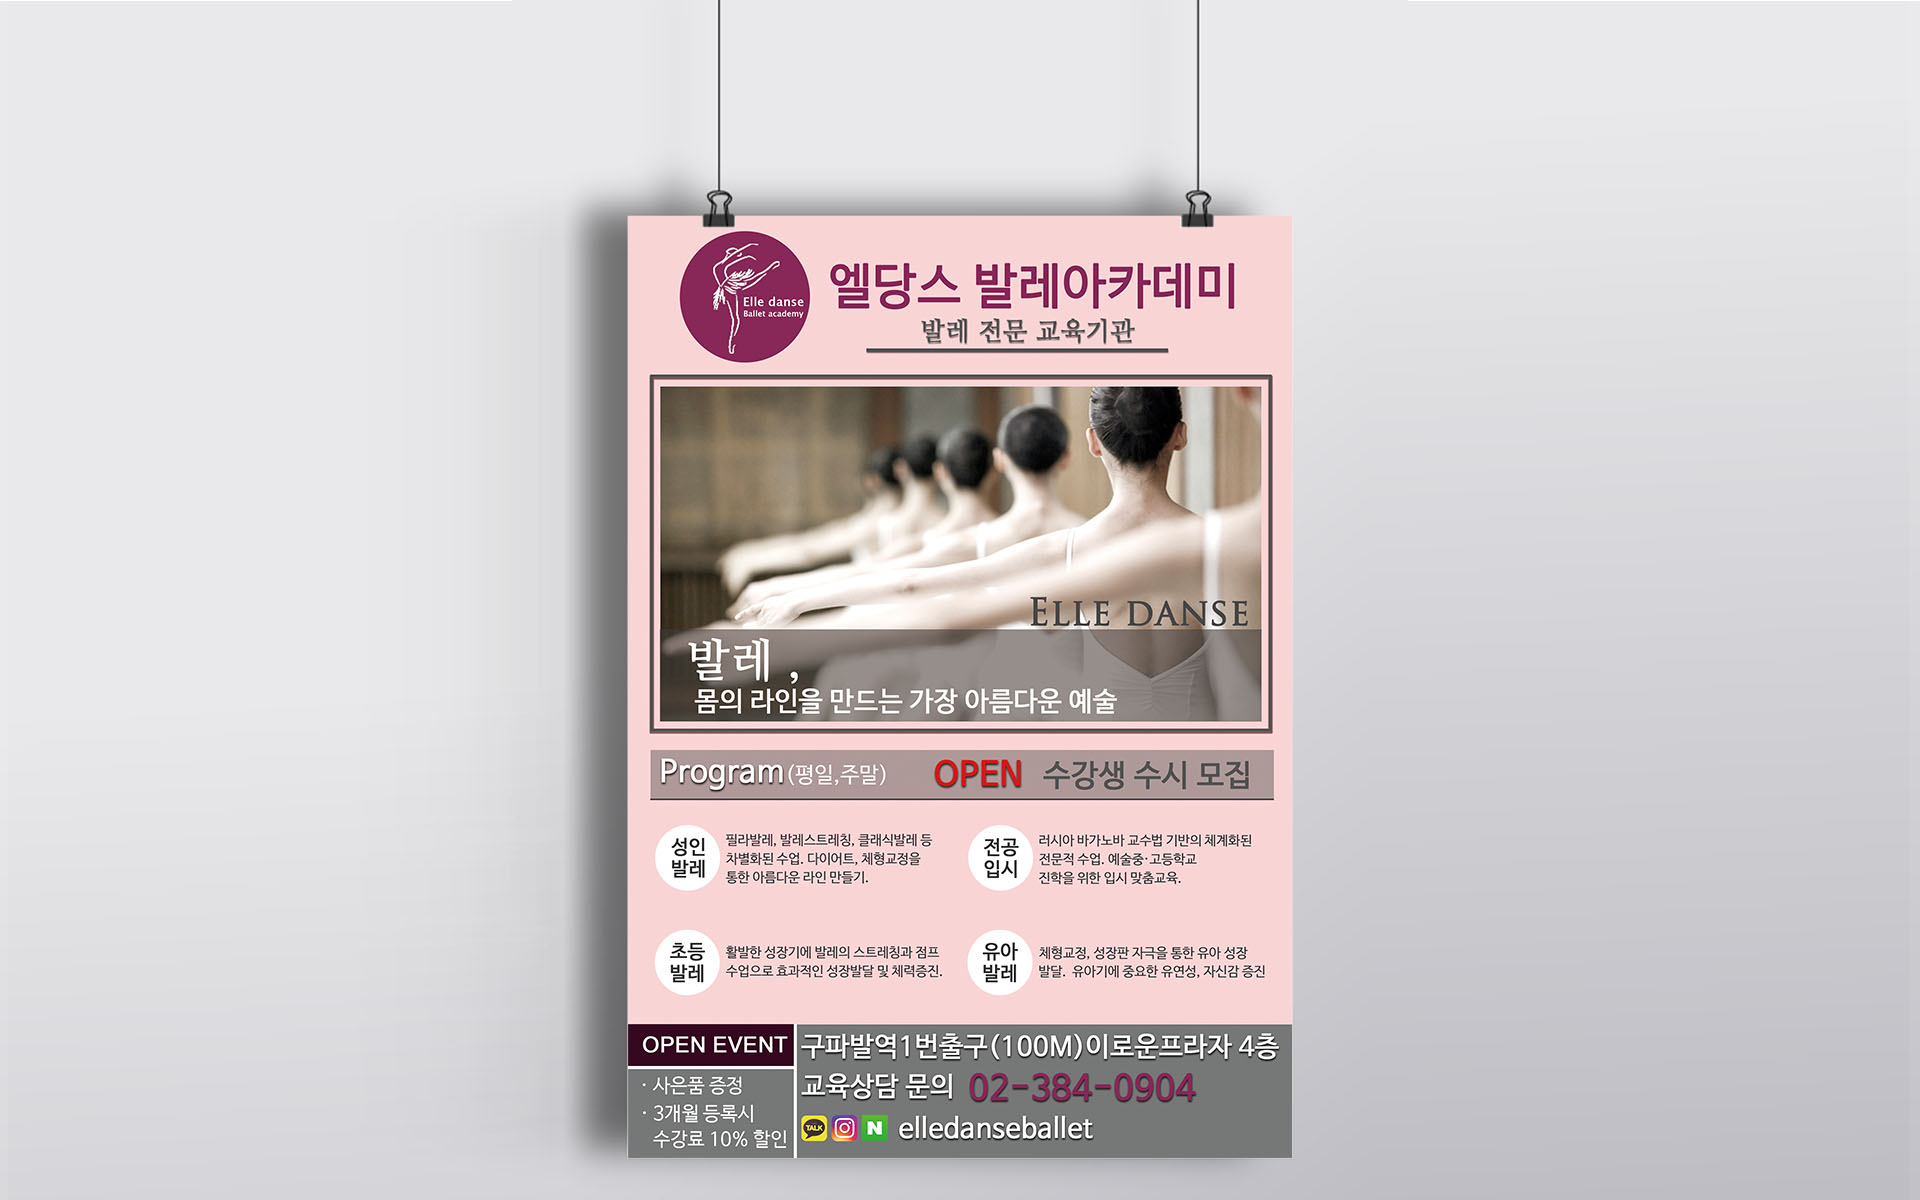 Elle danse
Ballet academy
엘당스 발레아카데미
발레 전문 교육기관
ELLE DANSE
발레 ,
몸의 라인을 만드는 가장 아름다운 예술
Program(평일,주말) OPEN 수강생 수시 모집
성인
발레
필라발레, 발레스트레칭, 클래식발레 등
차별화된 수업. 다이어트, 체형교정을
통한 아름다운 라인 만들기.
전공
입시
러시아 바가노바 교수법 기반의 체계화된
전문적 수업. 예술중·고등학교
진학을 위한 입시 맞춤교육.
초등
발레
활발한 성장기에 발레의 스트레칭과 점프
수업으로 효과적인 성장발달 및 체력증진.
유아
발레
체형교정, 성장판 자극을 통한 유아 성장
발달. 유아기에 중요한 유연성, 자신감 증진
OPEN EVENT
· 사은품 증정
· 3개월 등록시
수강료 10% 할인
구파발역1번출구(100M)이로운프라자 4층
교육상담 문의 02-384-0904
TALK N elledanseballet